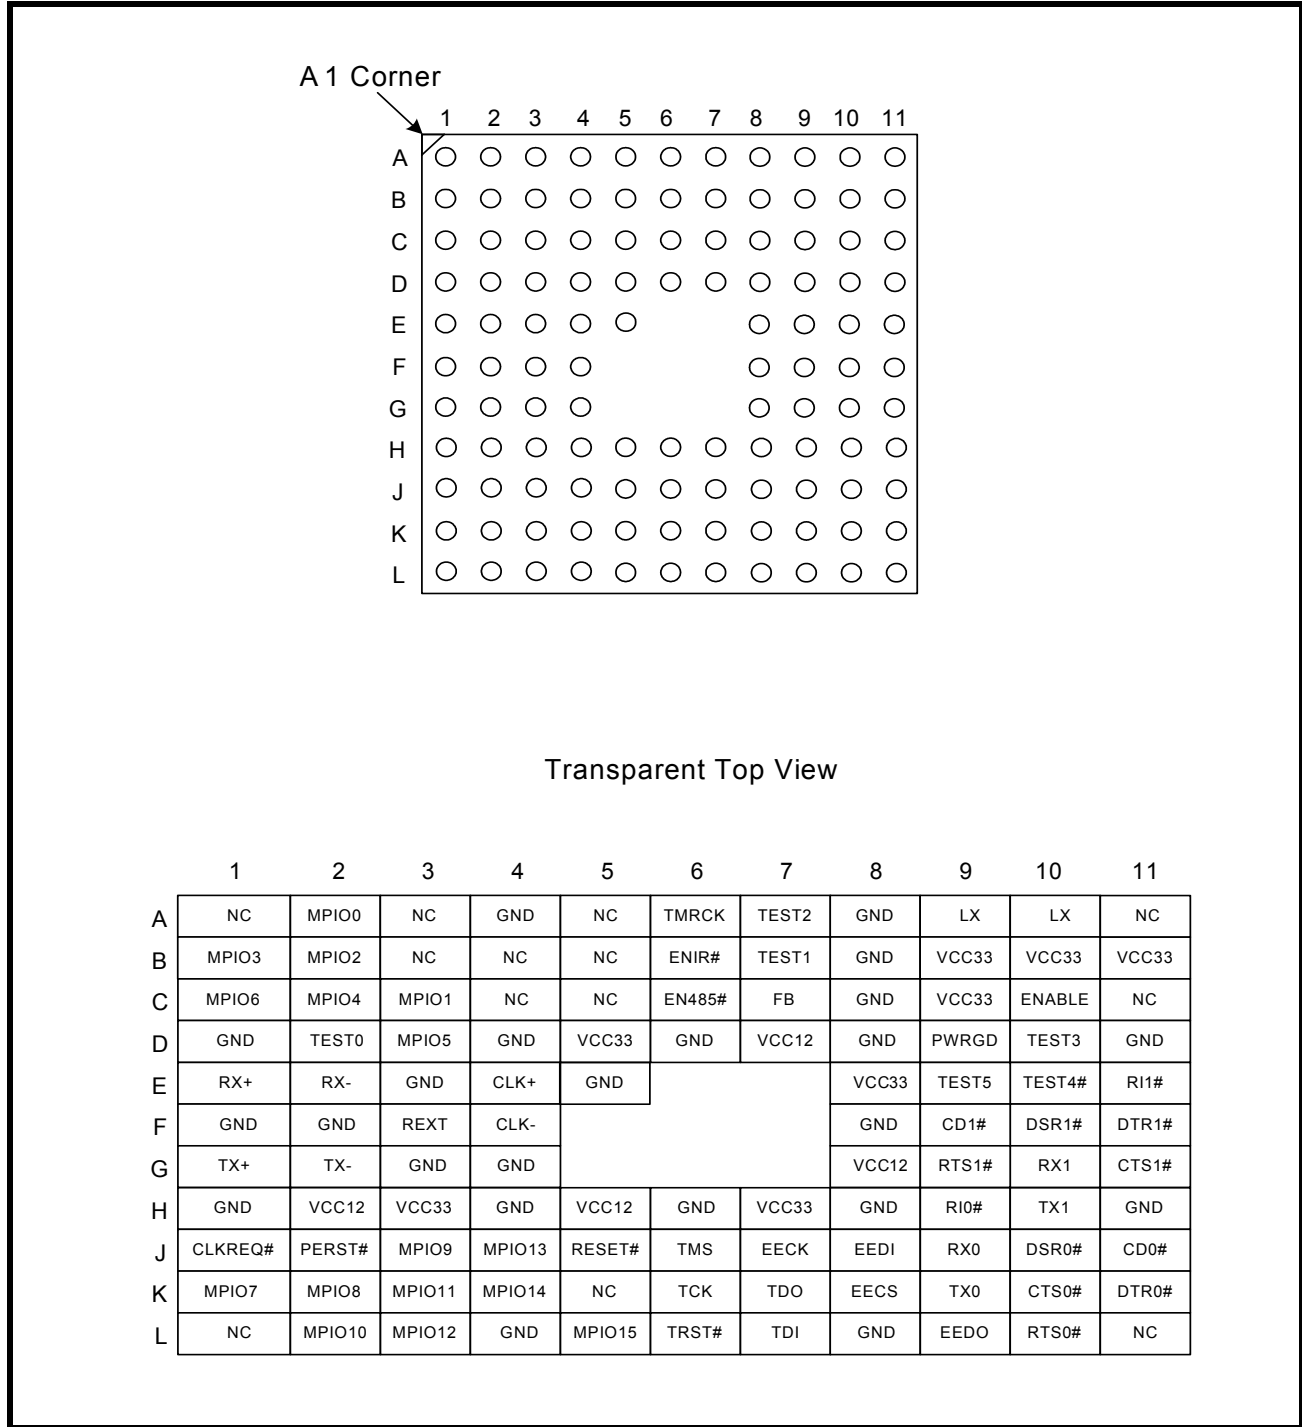 A 1 Corner
1 2 3 4 5 6 7 8 9 10 11
A
B
C
D
E
F
G
H
J
K
L
Transparent Top View
1 2 3 4 5 6 7 8 9 10 11
A NC MPIO0 NC GND NC TMRCK TEST2 GND LX LX NC
B MPIO3 MPIO2 NC NC NC ENIR# TEST1 GND VCC33 VCC33 VCC33
C MPIO6 MPIO4 MPIO1 NC NC EN485# FB GND VCC33 ENABLE NC
D GND TEST0 MPIO5 GND VCC33 GND VCC12 GND PWRGD TEST3 GND
E RX+ RX- GND CLK+ GND VCC33 TEST5 TEST4# RI1#
F GND GND REXT CLK- GND CD1# DSR1# DTR1#
G TX+ TX- GND GND VCC12 RTS1# RX1 CTS1#
H GND VCC12 VCC33 GND VCC12 GND VCC33 GND RI0# TX1 GND
J CLKREQ# PERST# MPIO9 MPIO13 RESET# TMS EECK EEDI RX0 DSR0# CD0#
K MPIO7 MPIO8 MPIO11 MPIO14 NC TCK TDO EECS TX0 CTS0# DTR0#
L NC MPIO10 MPIO12 GND MPIO15 TRST# TDI GND EEDO RTS0# NC